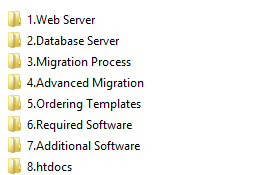 1.Web Server
2.Database Server
3.Migration Process
4.Advanced Migration
5.Ordering Templates
6.Required Software
7.Additional Software
8.htdocs